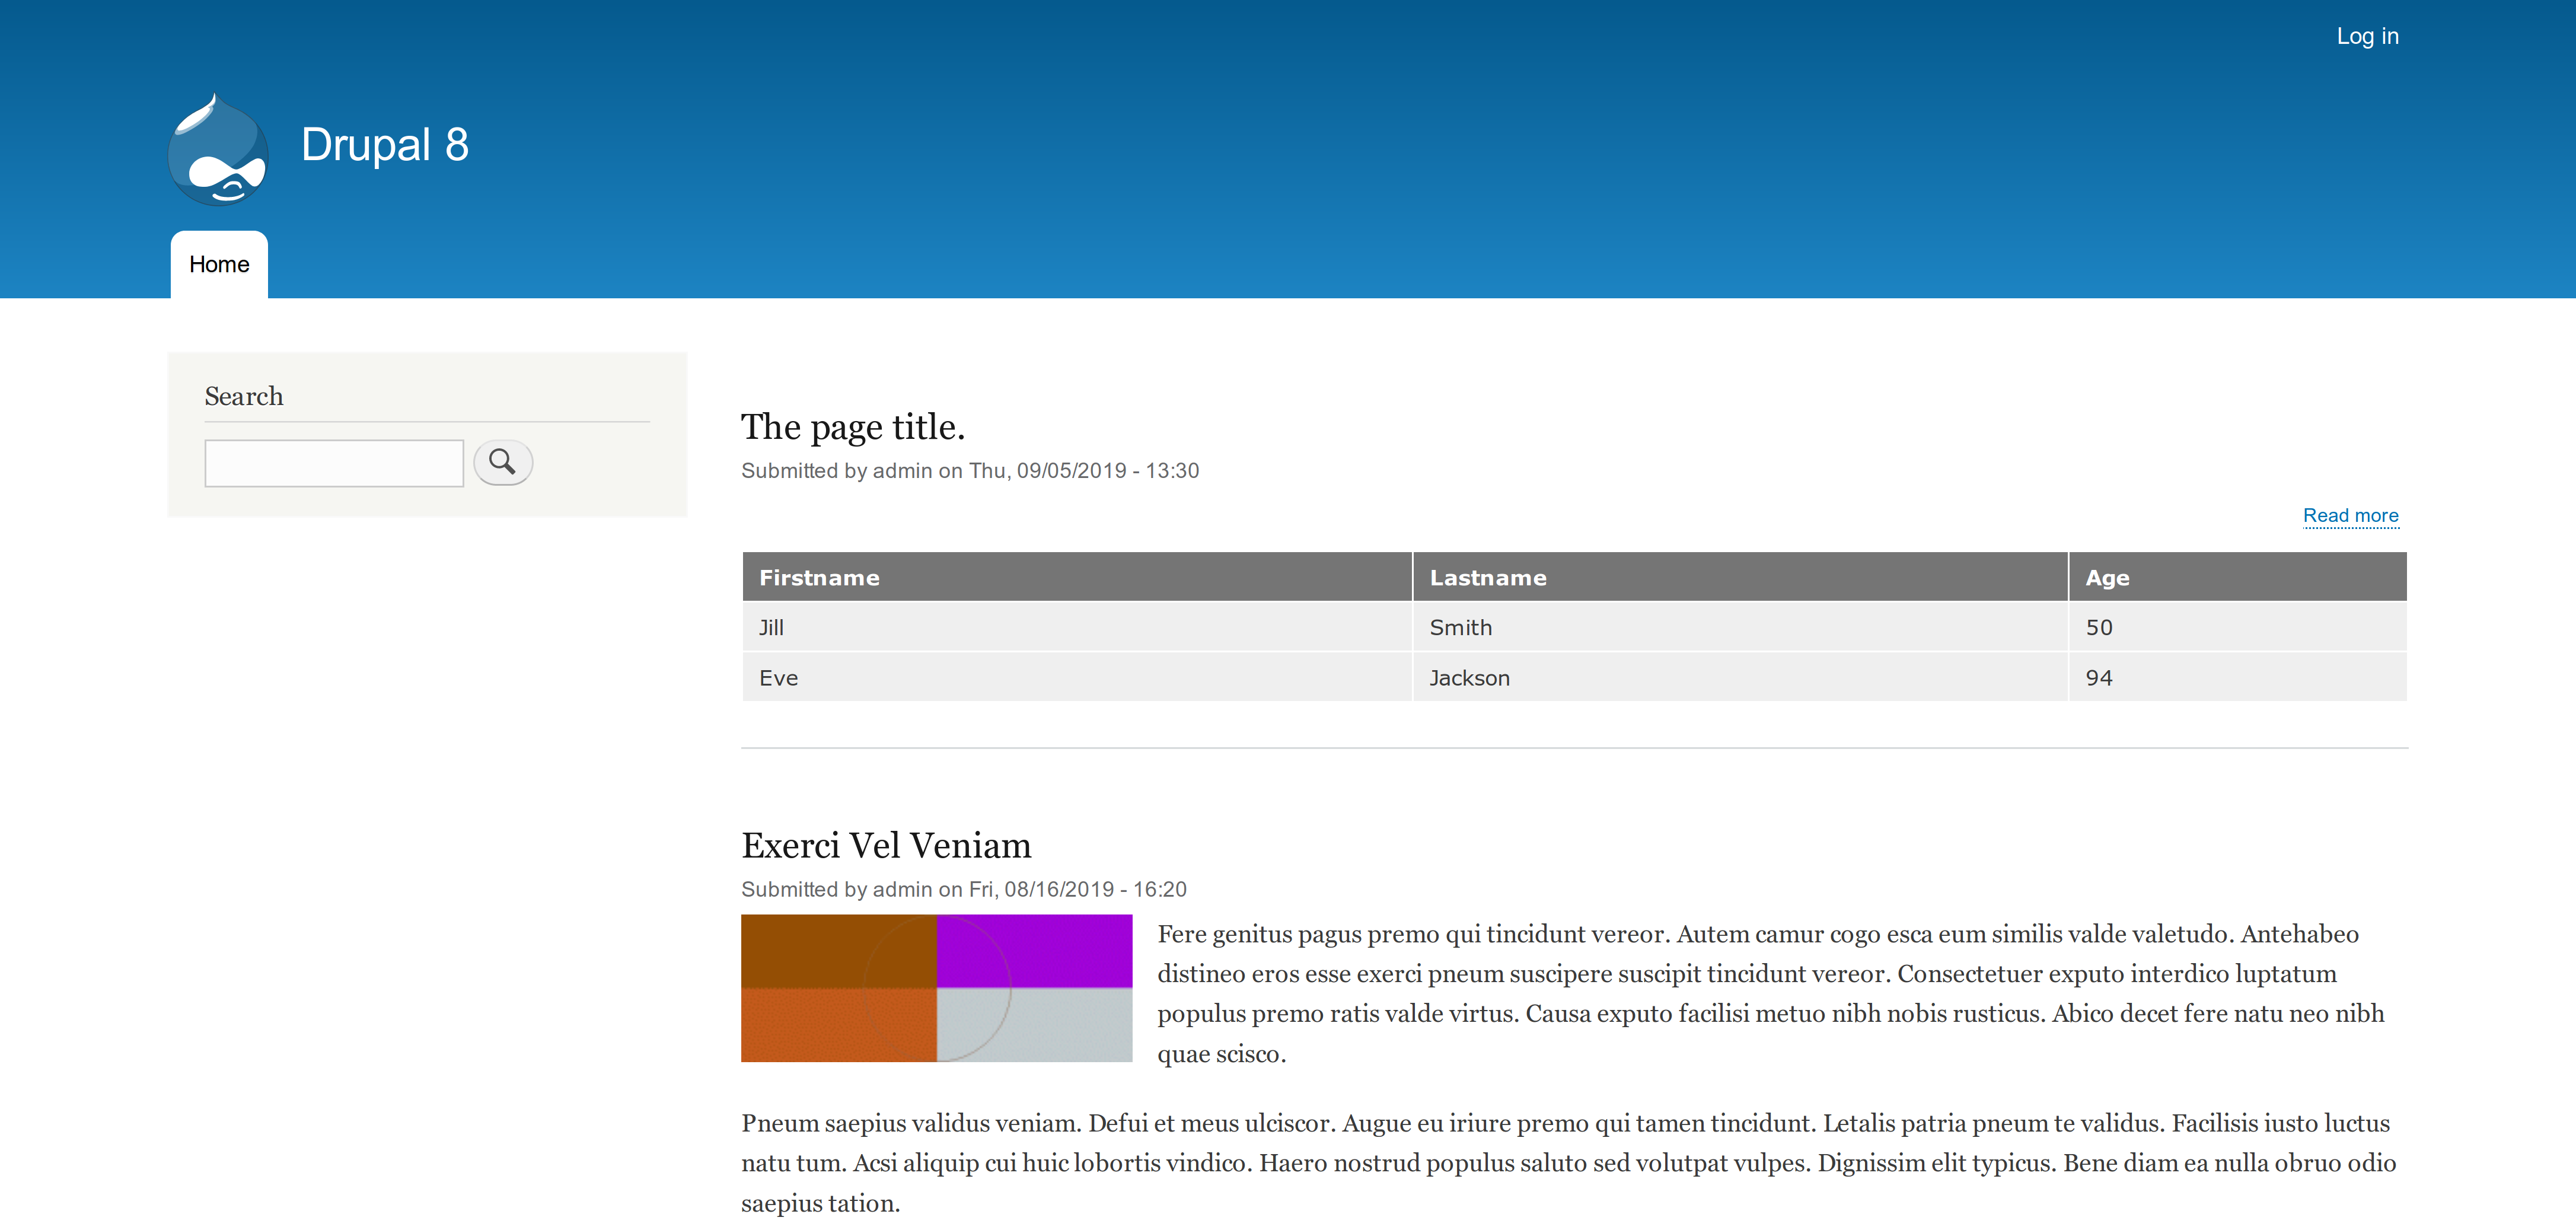 Log in
Drupal 8
Home
Search
The page title.
Submitted by admin on Thu, 09/05/2019 - 13:30
Read more
Firstname Lastname Age
Jill Smith 50
Eve Jackson 94
Exerci Vel Veniam
Submitted by admin on Fri, 08/16/2019 - 16:20
Fere genitus pagus premo qui tincidunt vereor. Autem camur cogo esca eum similis valde valetudo. Antehabeo
distineo eros esse exerci pneum suscipere suscipit tincidunt vereor. Consectetuer exputo interdico luptatum
populus premo ratis valde virtus. Causa exputo facilisi metuo nibh nobis rusticus. Abico decet fere natu neo nibh
quae scisco.
Pneum saepius validus veniam. Defui et meus ulciscor. Augue eu iriure premo qui tamen tincidunt. Letalis patria pneum te validus. Facilisis iusto luctus
natu tum. Acsi aliquip cui huic lobortis vindico. Haero nostrud populus saluto sed volutpat vulpes. Dignissim elit typicus. Bene diam ea nulla obruo odio
saepius tation.